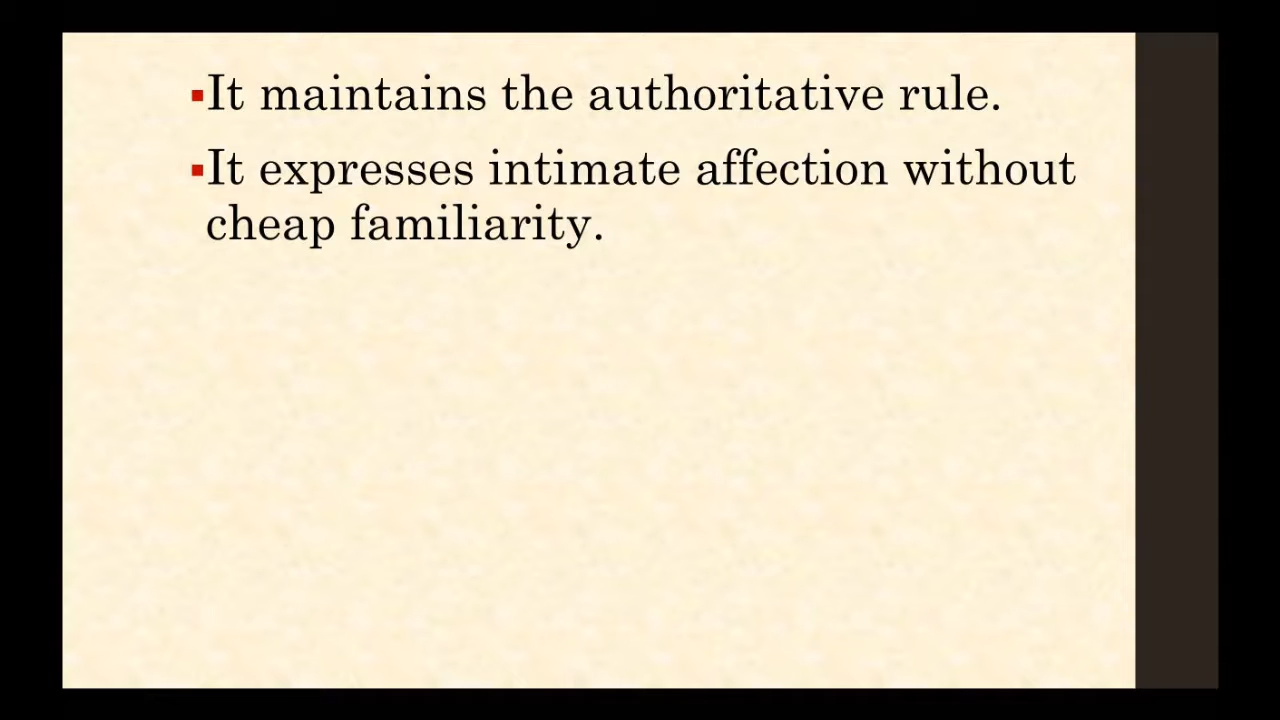 ▪It maintains the authoritative rule.
▪It expresses intimate affection without
cheap familiarity.